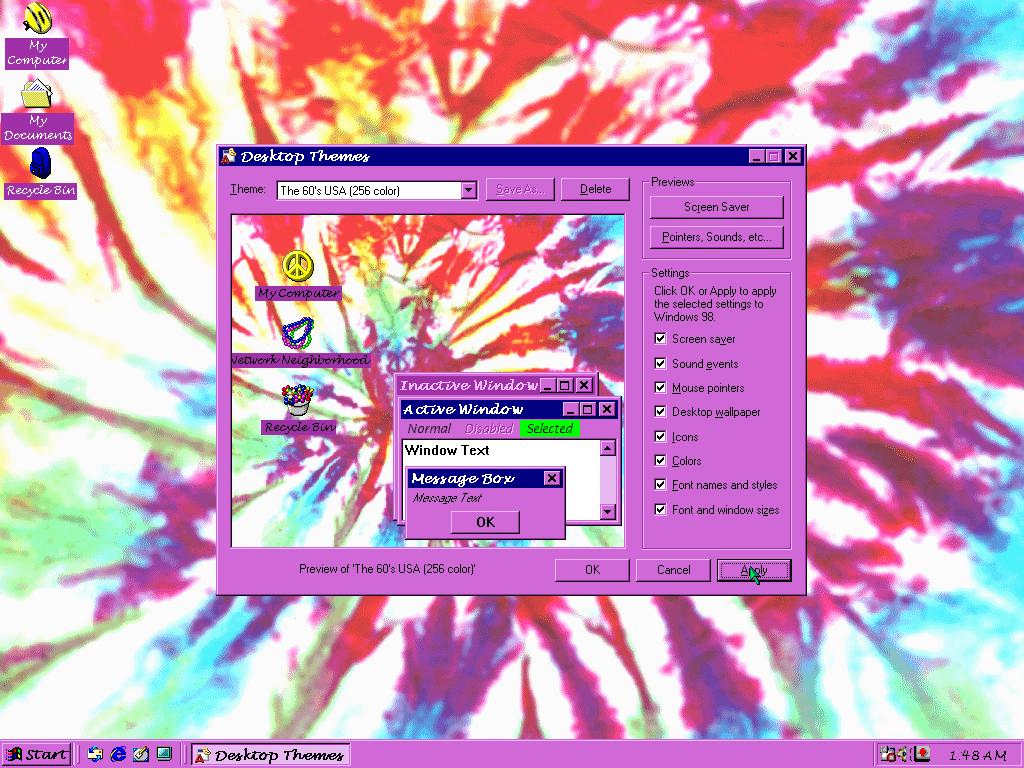 My
Computer
My
Documents
Recycle Bin
Desktop Themes
Theme:
The 60's USA (256 color)
Save As...
Delete
Previews
Screen Saver
Pointers, Sounds, etc...
My Computer
Network Neighborhood
Recycle Bin
Inactive Window
Active Window
Normal Disabled Selected
Window Text
Message Box
Message Text
OK
Settings
Click OK or Apply to apply
the selected settings to
Windows 98.
Screen saver
Sound events
Mouse pointers
Desktop wallpaper
Icons
Colors
Font names and styles
Font and window sizes
Preview of 'The 60's USA (256 color)'
OK
Cancel
Apply
Start
Desktop Themes
1:48 AM